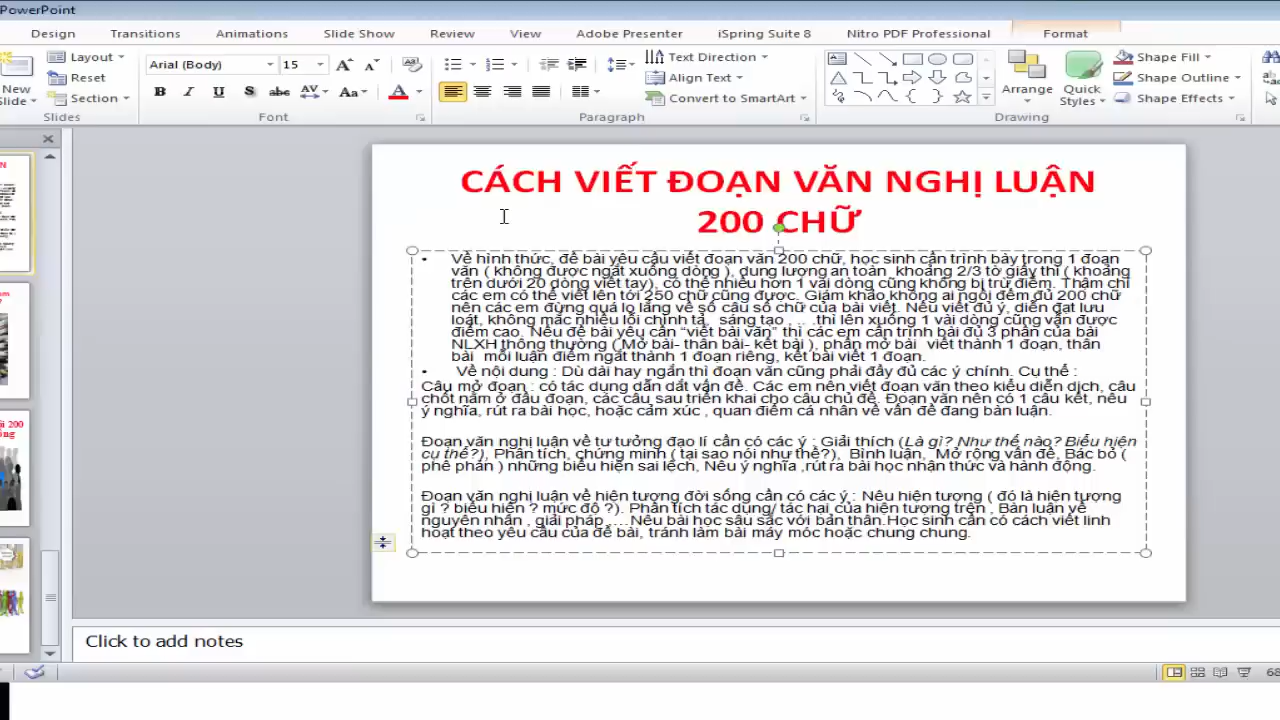 PowerPoint
Design Transitions Animations Slide Show Review View Adobe Presenter iSpring Suite 8 Nitro PDF Professional Format
New Slide
Layout
Reset
Section
Slides
Arial (Body) 15
B I U S abc AV Aa A
Font
Text Direction
Align Text
Convert to SmartArt
Paragraph
Arrange
Quick Styles
Shape Fill
Shape Outline
Shape Effects
Drawing
CÁCH VIẾT ĐOẠN VĂN NGHỊ LUẬN
200 CHỮ
• Về hình thức, đề bài yêu cầu viết đoạn văn 200 chữ, học sinh cần trình bày trong 1 đoạn
văn ( không được ngắt xuống dòng ), dung lượng an toàn khoảng 2/3 tờ giấy thi ( khoảng
trên dưới 20 dòng viết tay), có thể nhiều hơn 1 vài dòng cũng không bị trừ điểm. Thậm chí
các em có thể viết lên tới 250 chữ cũng được. Giám khảo không ai ngồi đếm đủ 200 chữ
nên các em đừng quá lo lắng về số câu số chữ của bài viết. Nếu viết đủ ý, diễn đạt lưu
loát, không mắc nhiều lỗi chính tả, sáng tạo ,… thì lên xuống 1 vài dòng cũng vẫn được
điểm cao. Nếu đề bài yêu cần “viết bài văn” thì các em cần trình bài đủ 3 phần của bài
NLXH thông thường ( Mở bài- thân bài- kết bài ), phần mở bài viết thành 1 đoạn, thân
bài mỗi luận điểm ngắt thành 1 đoạn riêng, kết bài viết 1 đoạn.
• Về nội dung : Dù dài hay ngắn thì đoạn văn cũng phải đầy đủ các ý chính. Cụ thể :
Câu mở đoạn : có tác dụng dẫn dắt vấn đề. Các em nên viết đoạn văn theo kiểu diễn dịch, câu
chốt nằm ở đầu đoạn, các câu sau triển khai cho câu chủ đề. Đoạn văn nên có 1 câu kết, nêu
ý nghĩa, rút ra bài học, hoặc cảm xúc , quan điểm cá nhân về vấn đề đang bàn luận.
Đoạn văn nghị luận về tư tưởng đạo lí cần có các ý : Giải thích (Là gì? Như thế nào? Biểu hiện
cụ thể?), Phân tích, chứng minh ( tại sao nói như thế?), Bình luận, Mở rộng vấn đề, Bác bỏ (
phê phán ) những biểu hiện sai lệch, Nêu ý nghĩa ,rút ra bài học nhận thức và hành động.
Đoạn văn nghị luận về hiện tượng đời sống cần có các ý : Nêu hiện tượng ( đó là hiện tượng
gì ? biểu hiện ? mức độ ?). Phân tích tác dụng/ tác hại của hiện tượng trên , Bàn luận về
nguyên nhân , giải pháp ,…Nêu bài học sâu sắc với bản thân.Học sinh cần có cách viết linh
hoạt theo yêu cầu của đề bài, tránh làm bài máy móc hoặc chung chung.
Click to add notes
68